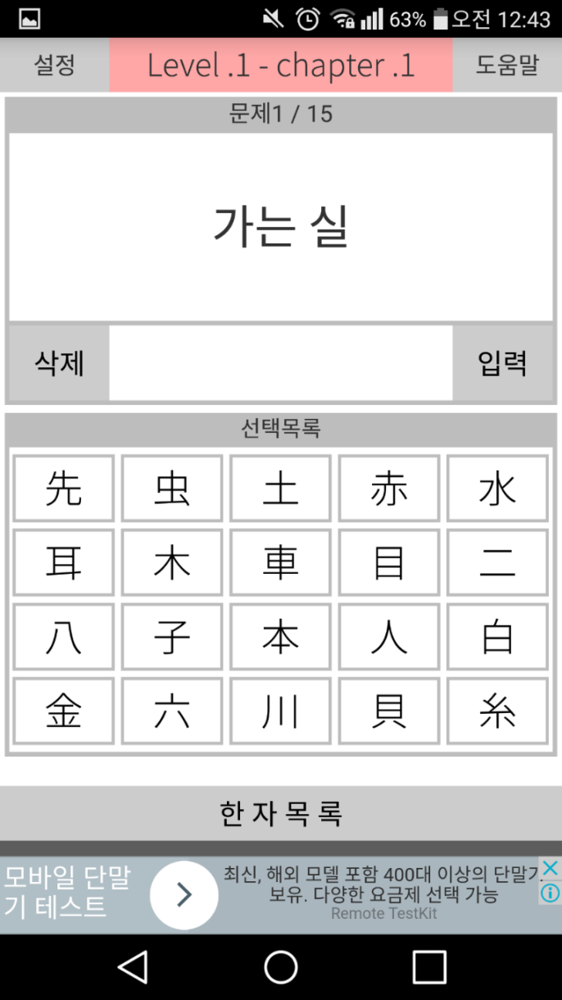 63% 오전 12:43
설정 Level .1 - chapter .1 도움말
문제1 / 15
가는 실
삭제 입력
선택목록
先 虫 土 赤 水
耳 木 車 目 二
八 子 本 人 白
金 六 川 貝 糸
한 자 목 록
모바일 단말
기 테스트
최신, 해외 모델 포함 400대 이상의 단말기
보유. 다양한 요금제 선택 가능
Remote TestKit